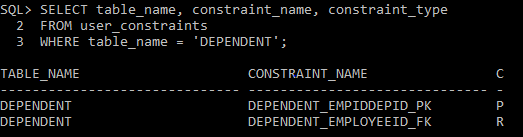 SQL> SELECT table_name, constraint_name, constraint_type
  2  FROM user_constraints
  3  WHERE table_name = 'DEPENDENT';
TABLE_NAME                     CONSTRAINT_NAME                C
------------------------------ ------------------------------ -
DEPENDENT                      DEPENDENT_EMPIDDEPID_PK        P
DEPENDENT                      DEPENDENT_EMPLOYEEID_FK        R